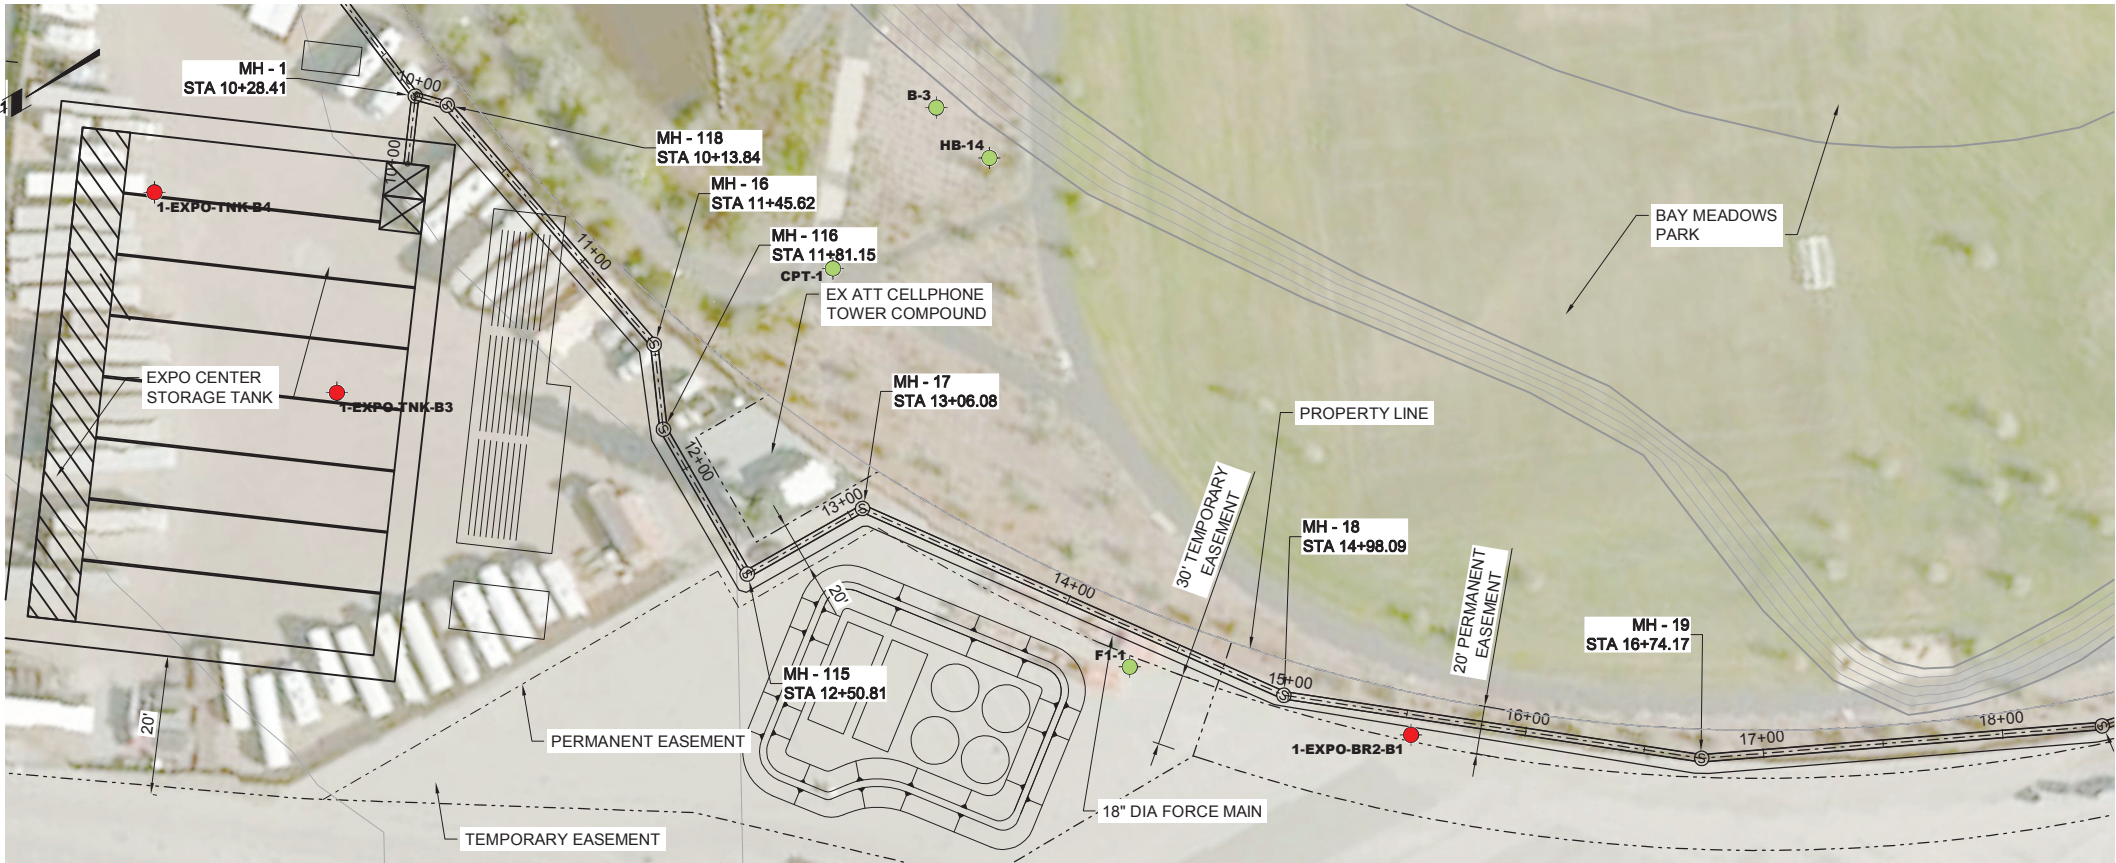 MH - 1
STA 10+28.41
10+00
10+00
MH - 118
STA 10+13.84
MH - 16
STA 11+45.62
11+00
MH - 116
STA 11+81.15
CPT-1
EX ATT CELLPHONE
TOWER COMPOUND
B-3
HB-14
BAY MEADOWS
PARK
1-EXPO-TNK-B4
EXPO CENTER
STORAGE TANK
1-EXPO-TNK-B3
MH - 17
STA 13+06.08
PROPERTY LINE
12+00
13+00
30' TEMPORARY
EASEMENT
MH - 18
STA 14+98.09
20' PERMANENT
EASEMENT
14+00
20'
MH - 19
STA 16+74.17
F1-1
MH - 115
STA 12+50.81
15+00
16+00
17+00
18+00
20'
PERMANENT EASEMENT
1-EXPO-BR2-B1
18" DIA FORCE MAIN
TEMPORARY EASEMENT
S
S
S
S
S
S
S
S
S